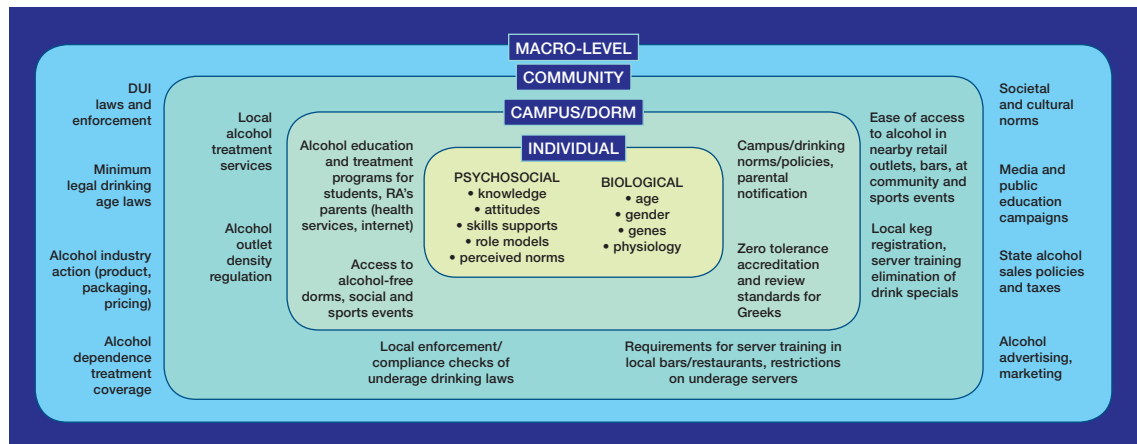 MACRO-LEVEL
COMMUNITY
CAMPUS/DORM
INDIVIDUAL
DUI
laws and
enforcement
Minimum
legal drinking
age laws
Alcohol industry
action (product,
packaging,
pricing)
Alcohol
dependence
treatment
coverage
Local
alcohol
treatment
services
Alcohol
outlet
density
regulation
Alcohol education
and treatment
programs for
students, RA's
parents (health
services, internet)
Access to
alcohol-free
dorms, social and
sports events
PSYCHOSOCIAL
• knowledge
• attitudes
• skills supports
• role models
• perceived norms
BIOLOGICAL
• age
• gender
• genes
• physiology
Campus/drinking
norms/policies,
parental
notification
Zero tolerance
accreditation
and review
standards for
Greeks
Ease of access
to alcohol in
nearby retail
outlets, bars, at
community and
sports events
Local keg
registration,
server training
elimination of
drink specials
Local enforcement/
compliance checks of
underage drinking laws
Requirements for server training in
local bars/restaurants, restrictions
on underage servers
Societal
and cultural
norms
Media and
public
education
campaigns
State alcohol
sales policies
and taxes
Alcohol
advertising,
marketing